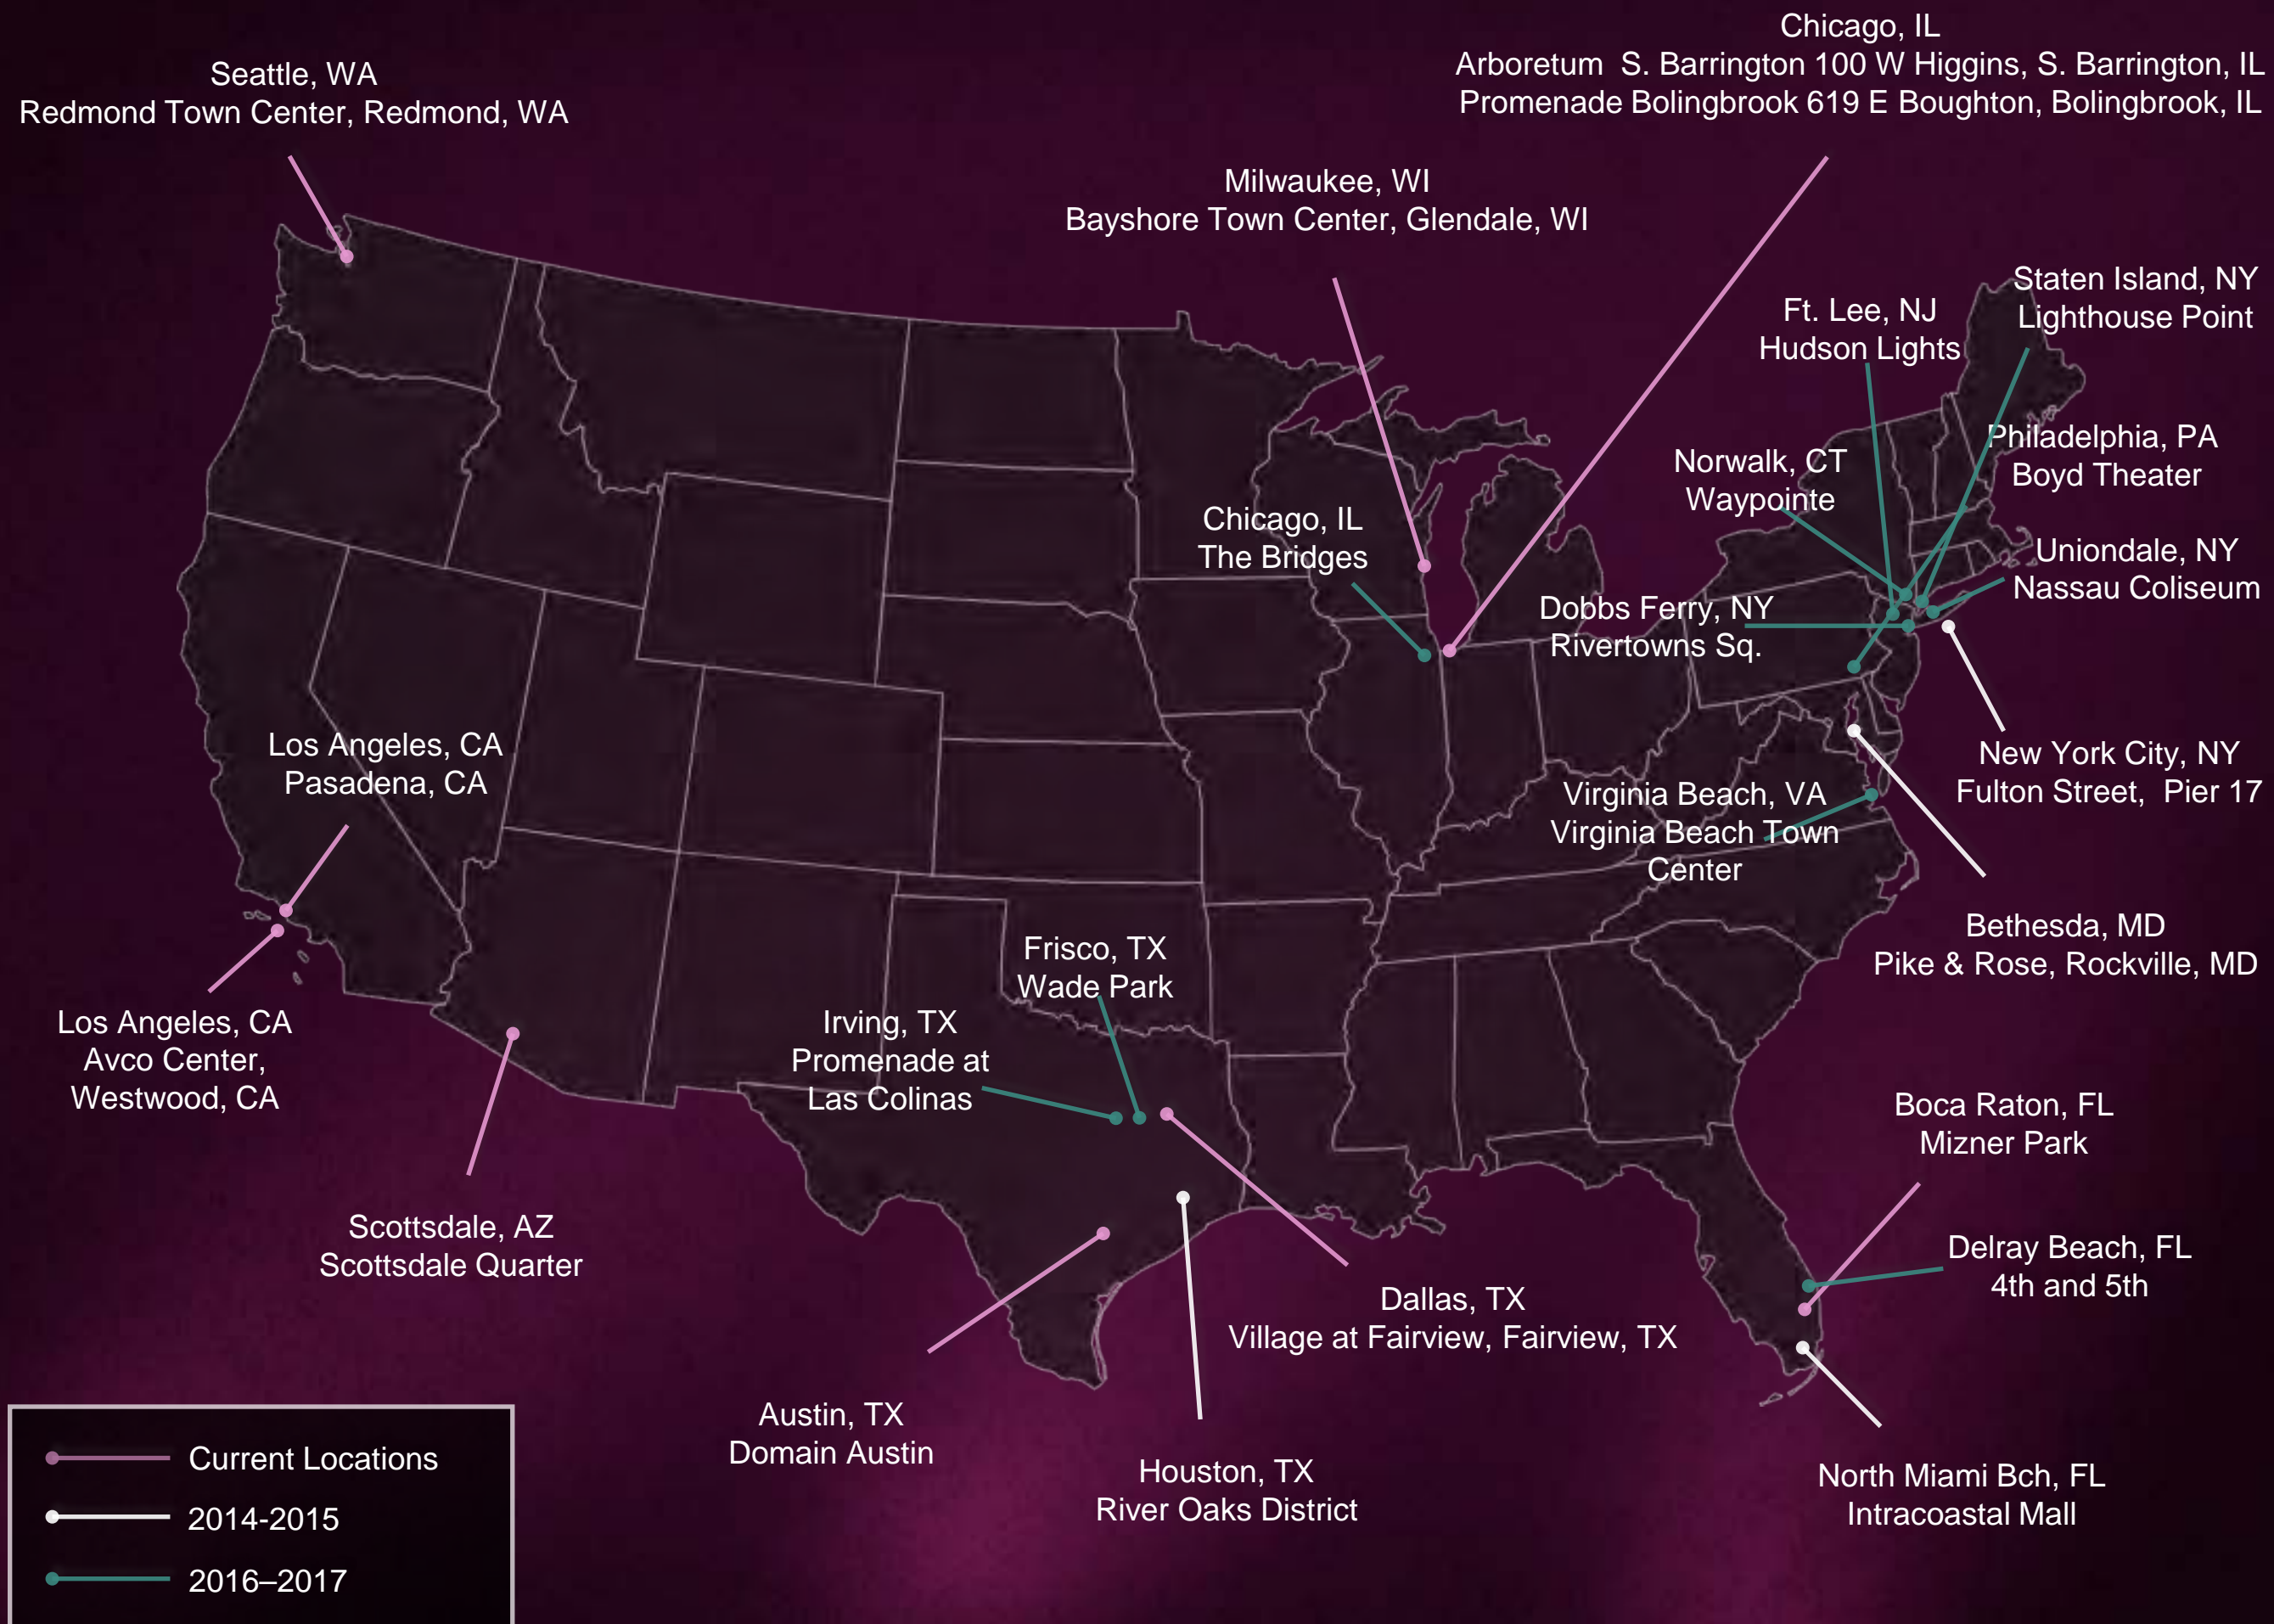 Chicago, IL
Arboretum  S. Barrington 100 W Higgins, S. Barrington, IL
Promenade Bolingbrook 619 E Boughton, Bolingbrook, IL
Seattle, WA
Redmond Town Center, Redmond, WA
Milwaukee, WI
Bayshore Town Center, Glendale, WI
Staten Island, NY
Lighthouse Point
Ft. Lee, NJ
Hudson Lights
Philadelphia, PA
Boyd Theater
Norwalk, CT
Waypointe
Chicago, IL
The Bridges
Uniondale, NY
Nassau Coliseum
Dobbs Ferry, NY
Rivertowns Sq.
Los Angeles, CA
Pasadena, CA
New York City, NY
Fulton Street,  Pier 17
Virginia Beach, VA
Virginia Beach Town
Center
Bethesda, MD
Pike & Rose, Rockville, MD
Frisco, TX
Wade Park
Los Angeles, CA
Avco Center,
Westwood, CA
Irving, TX
Promenade at
Las Colinas
Boca Raton, FL
Mizner Park
Scottsdale, AZ
Scottsdale Quarter
Delray Beach, FL
4th and 5th
Dallas, TX
Village at Fairview, Fairview, TX
Austin, TX
Domain Austin
Houston, TX
River Oaks District
North Miami Bch, FL
Intracoastal Mall
Current Locations
2014-2015
2016–2017